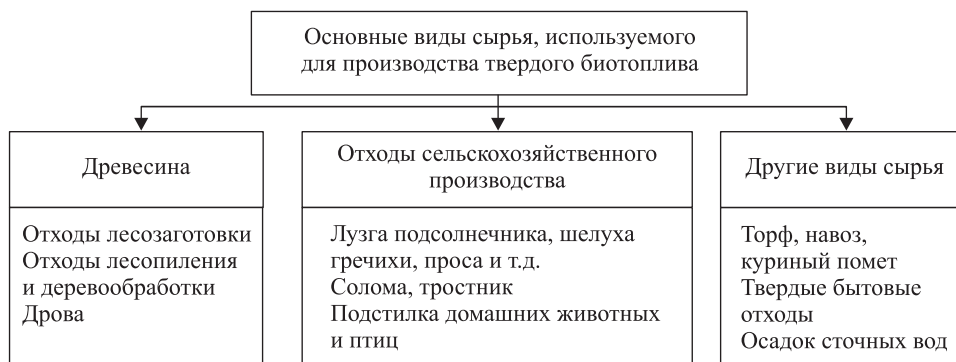 Основные виды сырья, используемого
для производства твердого биотоплива
Древесина
Отходы лесозаготовки
Отходы лесопиления
и деревообработки
Дрова
Отходы сельскохозяйственного
производства
Лузга подсолнечника, шелуха
гречихи, проса и т.д.
Солома, тростник
Подстилка домашних животных
и птиц
Другие виды сырья
Торф, навоз,
куриный помет
Твердые бытовые
отходы
Осадок сточных вод